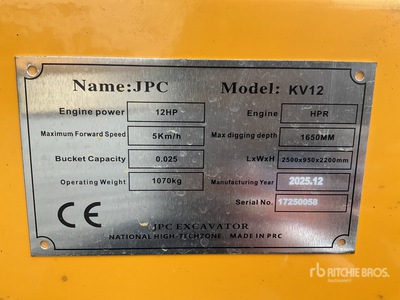 Name:JPC Model: KV12
Engine power 12HP Engine HPR
Maximum Forward Speed 5Km/h Max digging depth 1650MM
Bucket Capacity 0.025 LxWxH 2500x950x2200mm
Operating Weight 1070kg Manufacturing Year 2025.12
Serial No. 17250058
CE
JPC EXCAVATOR
NATIONAL HIGH-TECHZONE. MADE IN PRC
rb RITCHIE BROS.